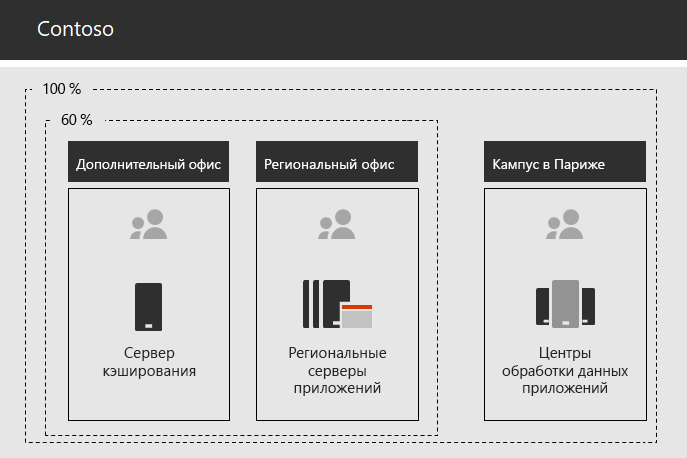 Contoso
100 %
60 %
Дополнительный офис
Региональный офис
Кампус в Париже
Сервер
кэширования
Региональные
серверы
приложений
Центры
обработки данных
приложений